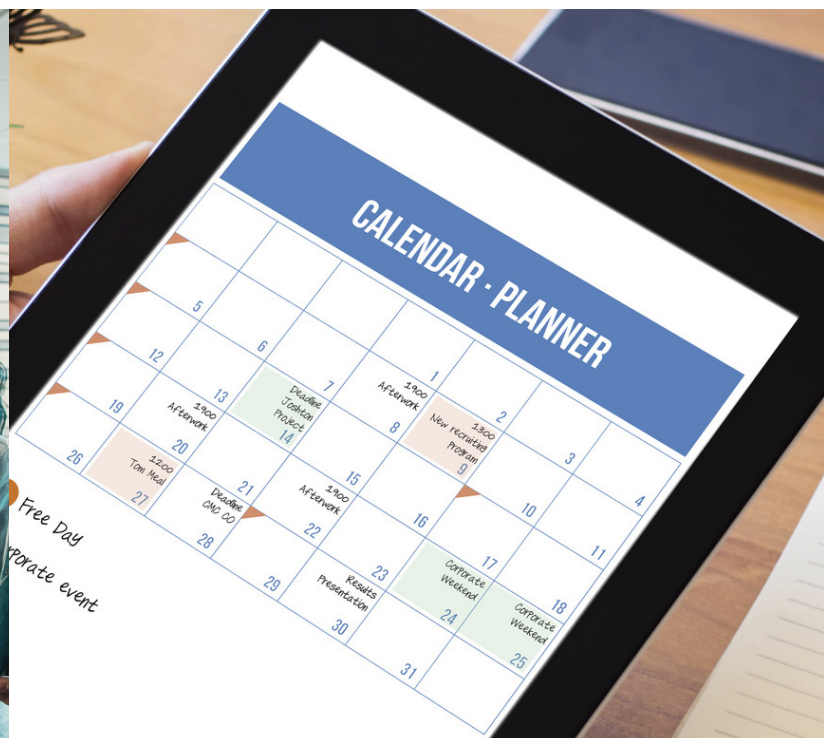 CALENDAR · PLANNER
1
2
3
4
5
6
7
1900
Afterwork
8
1300
New recruiting
Program
9
10
11
12
13
Deadline
Joshton
Project
14
15
16
17
18
19
1900
Afterwork
20
21
1900
Afterwork
22
23
Corporate
Weekend
24
Corporate
Weekend
25
26
1200
Tom Meal
27
Deadline
CMC CO
28
29
Results
Presentation
30
31
Free Day
rporate event